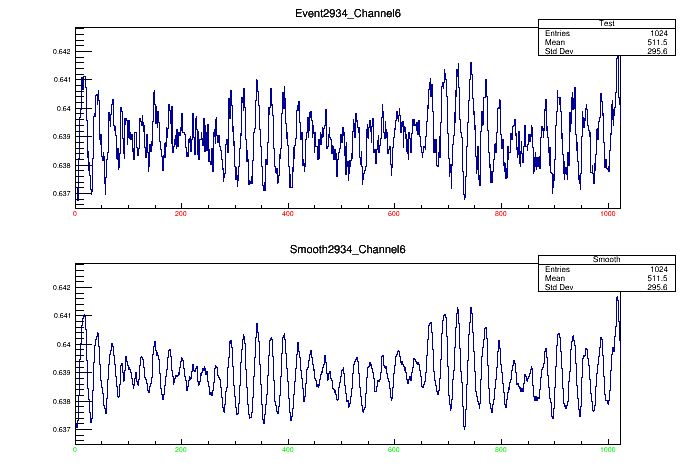 Event2934_Channel6
Test
Entries 1024
Mean 511.5
Std Dev 295.6
0.642
0.641
0.64
0.639
0.638
0.637
0 200 400 600 800 1000
Smooth2934_Channel6
Smooth
Entries 1024
Mean 511.5
Std Dev 295.6
0.642
0.641
0.64
0.639
0.638
0.637
0 200 400 600 800 1000